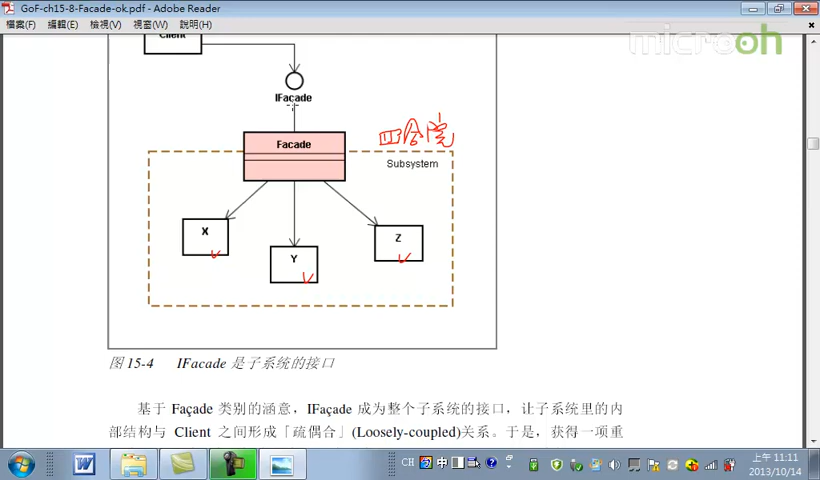 GoF-ch15-8-Facade-ok.pdf - Adobe Reader
檔案(F) 編輯(E) 檢視(V) 視窗(W) 說明(H)
microoh
Client
IFaçade
四合院
Facade
Subsystem
X
Y
Z
图 15-4 IFacade 是子系统的接口
基于 Façade 类别的涵意，IFaçade 成为整个子系统的接口，让子系统里的内
部结构与 Client 之间形成「疏偶合」(Loosely-coupled)关系。于是，获得一项重
CH 中
上午 11:11
2013/10/14